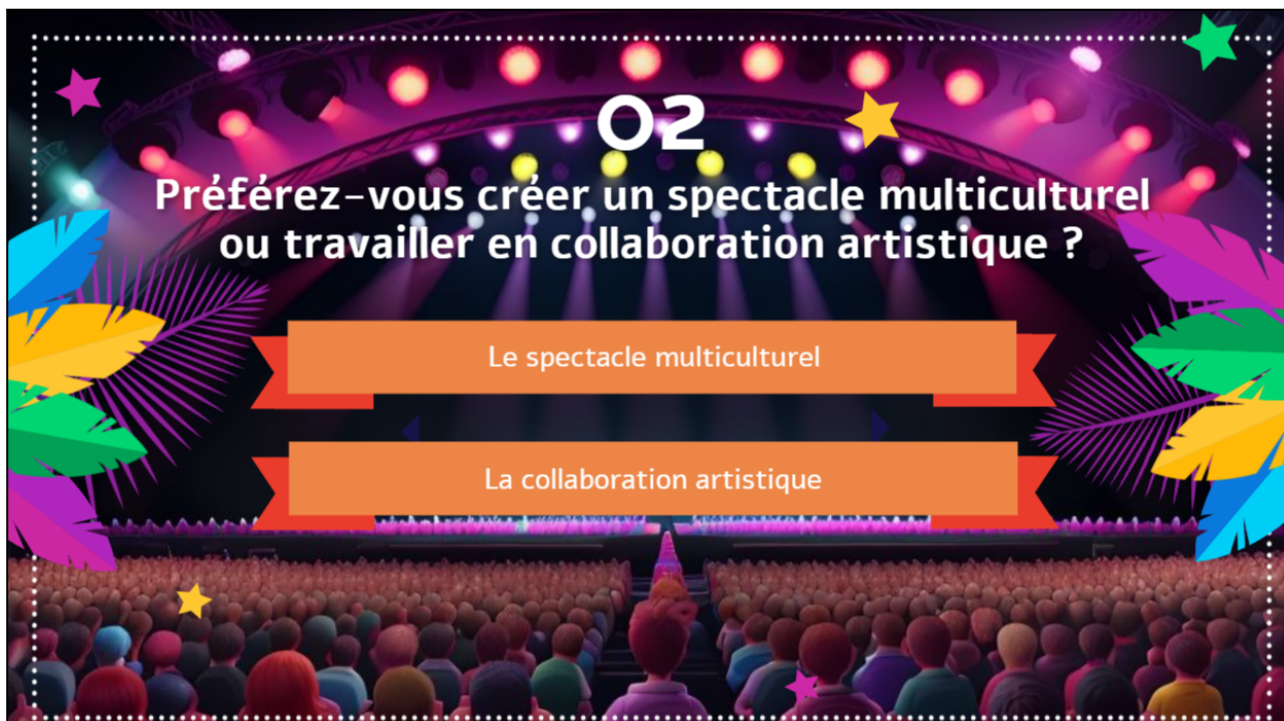 02
Préférez-vous créer un spectacle multiculturel
ou travailler en collaboration artistique ?
Le spectacle multiculturel
La collaboration artistique